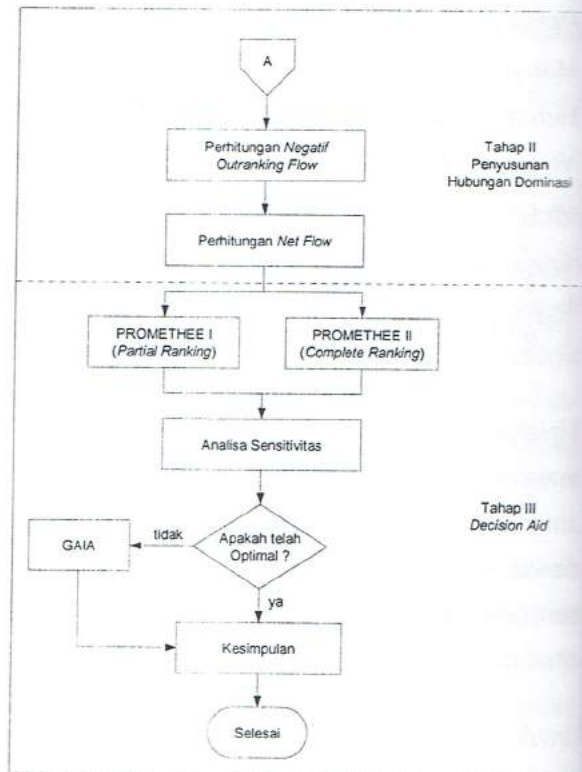 A
Perhitungan Negatif
Outranking Flow
Tahap II
Penyusunan
Hubungan Dominasi
Perhitungan Net Flow
PROMETHEE I
(Partial Ranking)
PROMETHEE II
(Complete Ranking)
Analisa Sensitivitas
Tahap III
Decision Aid
Apakah telah
Optimal ?
tidak
GAIA
ya
Kesimpulan
Selesai